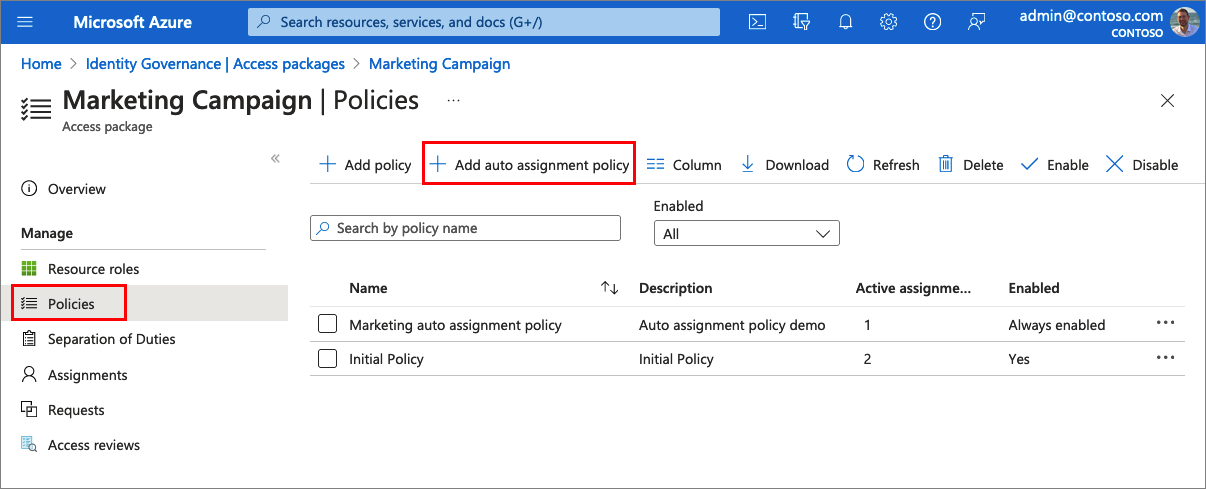 Microsoft Azure
Search resources, services, and docs (G+/)
admin@contoso.com
CONTOSO
Home > Identity Governance | Access packages > Marketing Campaign
Marketing Campaign | Policies ...
Access package
«
Add policy
Add auto assignment policy
Column
Download
Refresh
Delete
Enable
Disable
Overview
Manage
Resource roles
Policies
Separation of Duties
Assignments
Requests
Access reviews
Search by policy name
Enabled
All
Name Description Active assignme... Enabled
Marketing auto assignment policy Auto assignment policy demo 1 Always enabled ...
Initial Policy Initial Policy 2 Yes ...